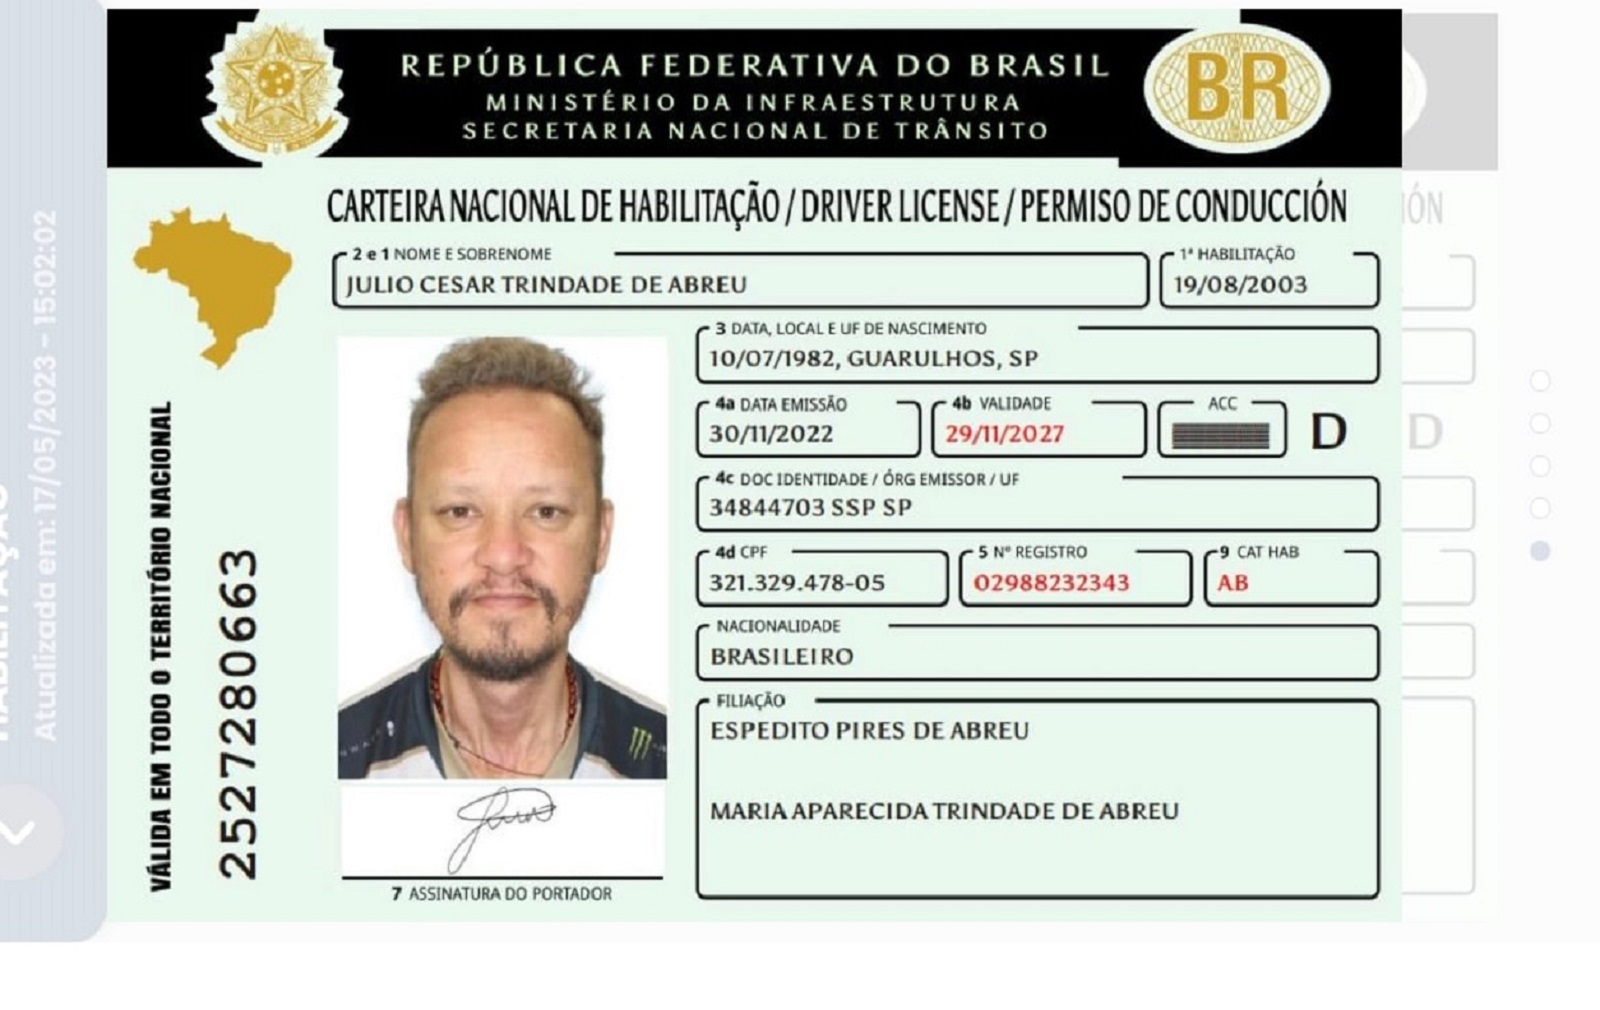 REPÚBLICA FEDERATIVA DO BRASIL
MINISTÉRIO DA INFRAESTRUTURA
SECRETARIA NACIONAL DE TRÂNSITO
BR
CARTEIRA NACIONAL DE HABILITAÇÃO / DRIVER LICENSE / PERMISO DE CONDUCCIÓN
2 e 1 NOME E SOBRENOME
JULIO CESAR TRINDADE DE ABREU
1ª HABILITAÇÃO
19/08/2003
3 DATA, LOCAL E UF DE NASCIMENTO
10/07/1982, GUARULHOS, SP
4a DATA EMISSÃO
30/11/2022
4b VALIDADE
29/11/2027
ACC
D
D
4c DOC IDENTIDADE / ÓRG EMISSOR / UF
34844703 SSP SP
4d CPF
321.329.478-05
5 Nº REGISTRO
02988232343
9 CAT HAB
AB
NACIONALIDADE
BRASILEIRO
FILIAÇÃO
ESPEDITO PIRES DE ABREU
MARIA APARECIDA TRINDADE DE ABREU
7 ASSINATURA DO PORTADOR
VÁLIDA EM TODO O TERRITÓRIO NACIONAL
2527280663
Atualizada em: 17/05/2023 - 15:02:02